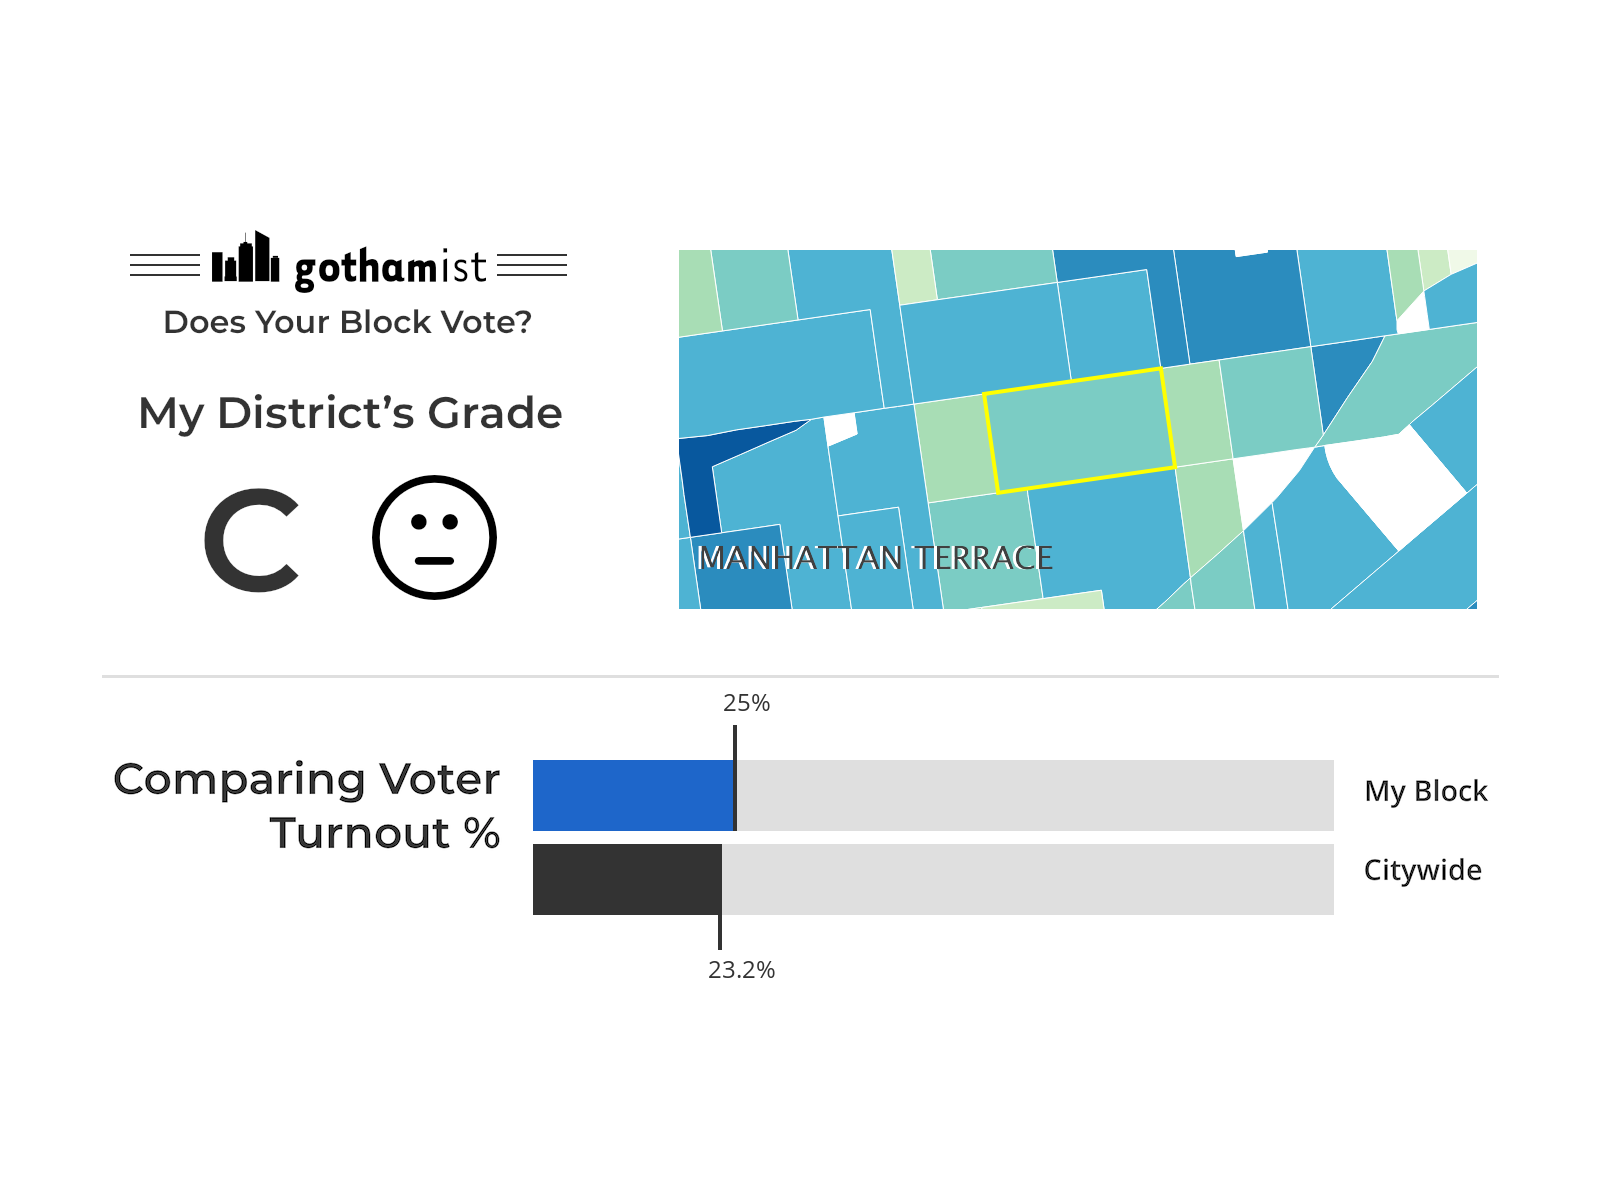 gothamist
Does Your Block Vote?
My District's Grade
C
MANHATTAN TERRACE
25%
Comparing Voter
Turnout %
My Block
Citywide
23.2%